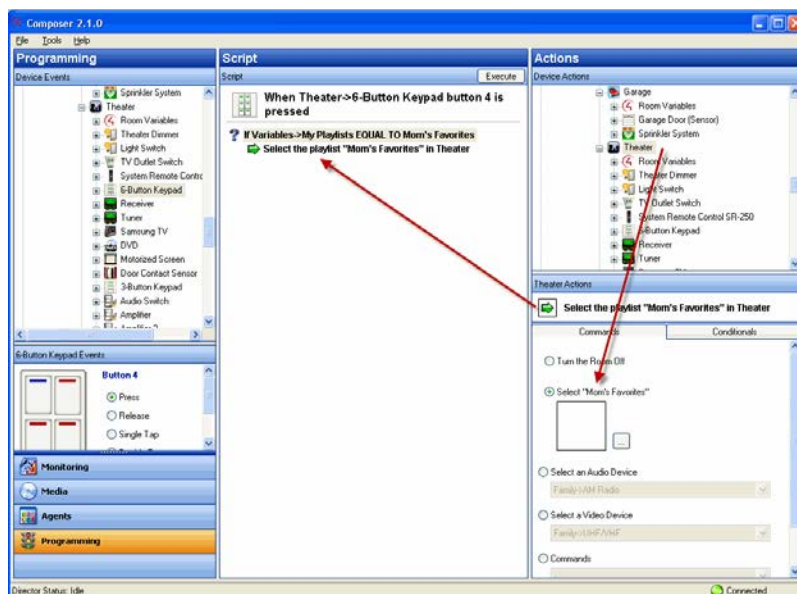 Composer 2.1.0
File Tools Help
Programming
Device Events
Sprinkler System
Theater
Room Variables
Theater Dimmer
Light Switch
TV Outlet Switch
System Remote Contro
6-Button Keypad
Receiver
Tuner
Samsung TV
DVD
Motorized Screen
Door Contact Sensor
3-Button Keypad
Audio Switch
Amplifier
6-Button Keypad Events
Button 4
Press
Release
Single Tap
Monitoring
Media
Agents
Programming
Director Status: Idle
Script
Script Execute
When Theater->6-Button Keypad button 4 is
pressed
? If Variables->My Playlists EQUAL TO Mom's Favorites
Select the playlist "Mom's Favorites" in Theater
Actions
Device Actions
Garage
Room Variables
Garage Door (Sensor)
Sprinkler System
Theater
Room Variables
Theater Dimmer
Light Switch
TV Outlet Switch
System Remote Control SR-250
6-Button Keypad
Receiver
Tuner
Theater Actions
Select the playlist "Mom's Favorites" in Theater
Commands Conditionals
Turn the Room Off
Select "Mom's Favorites"
...
Select an Audio Device
Family->AM Radio
Select a Video Device
Family->UHF/VHF
Commands
Connected